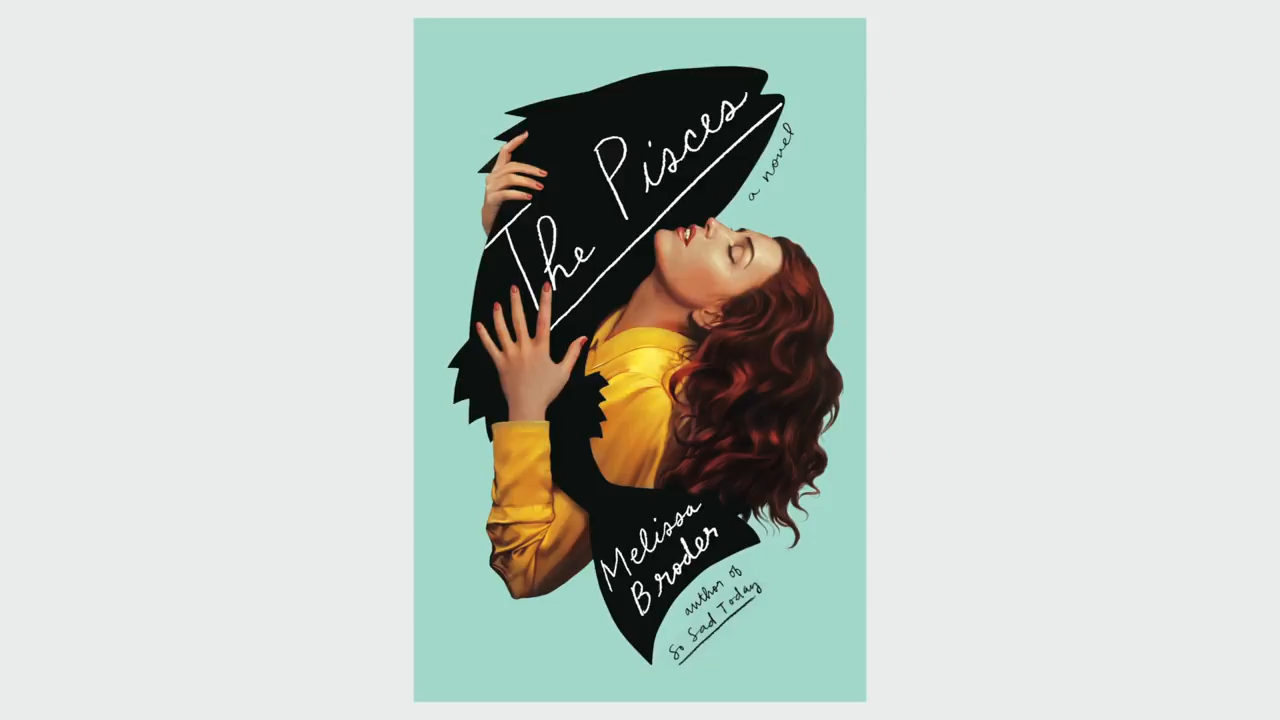 The Pisces
a novel
Melissa
Broder
author of
So Sad Today